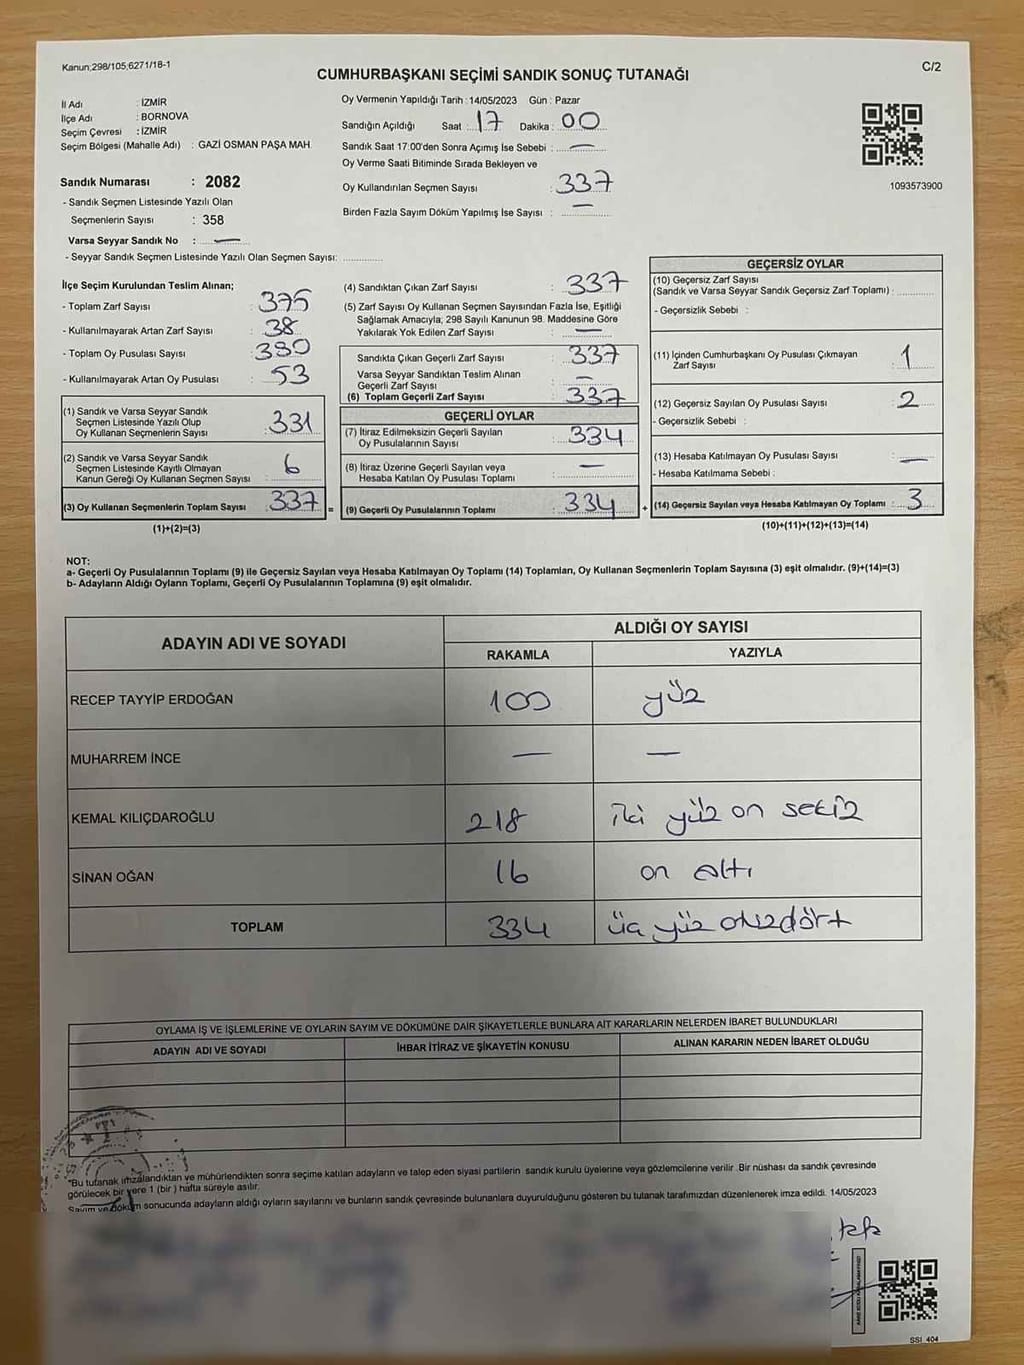 Kanun;298/105;6271/18-1
C/2
CUMHURBAŞKANI SEÇİMİ SANDIK SONUÇ TUTANAĞI
İl Adı : İZMİR
İlçe Adı : BORNOVA
Seçim Çevresi : İZMİR
Seçim Bölgesi (Mahalle Adı) : GAZİ OSMAN PAŞA MAH.
Sandık Numarası : 2082
- Sandık Seçmen Listesinde Yazılı Olan
Seçmenlerin Sayısı : 358
Varsa Seyyar Sandık No : —
- Seyyar Sandık Seçmen Listesinde Yazılı Olan Seçmen Sayısı: ..............
Oy Vermenin Yapıldığı Tarih : 14/05/2023 Gün : Pazar
Sandığın Açıldığı Saat : 17 Dakika : 00
Sandık Saat 17:00'den Sonra Açımış İse Sebebi : —
Oy Verme Saati Bitiminde Sırada Bekleyen ve
Oy Kullandırılan Seçmen Sayısı : 337
Birden Fazla Sayım Döküm Yapılmış İse Sayısı : —
1093573900
İlçe Seçim Kurulundan Teslim Alınan;
- Toplam Zarf Sayısı : 375
- Kullanılmayarak Artan Zarf Sayısı : 38
- Toplam Oy Pusulası Sayısı : 390
- Kullanılmayarak Artan Oy Pusulası : 53
(1) Sandık ve Varsa Seyyar Sandık
Seçmen Listesinde Yazılı Olup
Oy Kullanan Seçmenlerin Sayısı : 331
(2) Sandık ve Varsa Seyyar Sandık
Seçmen Listesinde Kayıtlı Olmayan
Kanun Gereği Oy Kullanan Seçmen Sayısı : 6
(3) Oy Kullanan Seçmenlerin Toplam Sayısı : 337 =
(1)+(2)=(3)
(4) Sandıktan Çıkan Zarf Sayısı : 337
(5) Zarf Sayısı Oy Kullanan Seçmen Sayısından Fazla İse, Eşitliği
Sağlamak Amacıyla; 298 Sayılı Kanunun 98. Maddesine Göre
Yakılarak Yok Edilen Zarf Sayısı : —
Sandıkta Çıkan Geçerli Zarf Sayısı : 337
Varsa Seyyar Sandıktan Teslim Alınan
Geçerli Zarf Sayısı : —
(6) Toplam Geçerli Zarf Sayısı : 337
GEÇERLİ OYLAR
(7) İtiraz Edilmeksizin Geçerli Sayılan
Oy Pusulalarının Sayısı : 334
(8) İtiraz Üzerine Geçerli Sayılan veya
Hesaba Katılan Oy Pusulası Toplamı : —
(9) Geçerli Oy Pusulalarının Toplamı : 334 +
GEÇERSİZ OYLAR
(10) Geçersiz Zarf Sayısı
(Sandık ve Varsa Seyyar Sandık Geçersiz Zarf Toplamı) : ..........
- Geçersizlik Sebebi :
(11) İçinden Cumhurbaşkanı Oy Pusulası Çıkmayan
Zarf Sayısı : 1
(12) Geçersiz Sayılan Oy Pusulası Sayısı : 2
- Geçersizlik Sebebi :
(13) Hesaba Katılmayan Oy Pusulası Sayısı : —
- Hesaba Katılmama Sebebi :
(14) Geçersiz Sayılan veya Hesaba Katılmayan Oy Toplamı : 3
(10)+(11)+(12)+(13)=(14)
NOT:
a- Geçerli Oy Pusulalarının Toplamı (9) ile Geçersiz Sayılan veya Hesaba Katılmayan Oy Toplamı (14) Toplamları, Oy Kullanan Seçmenlerin Toplam Sayısına (3) eşit olmalıdır. (9)+(14)=(3)
b- Adayların Aldığı Oyların Toplamı, Geçerli Oy Pusulalarının Toplamına (9) eşit olmalıdır.
ADAYIN ADI VE SOYADI ALDIĞI OY SAYISI
RAKAMLA YAZIYLA
RECEP TAYYİP ERDOĞAN 100 yüz
MUHARREM İNCE — —
KEMAL KILIÇDAROĞLU 218 iki yüz on sekiz
SİNAN OĞAN 16 on altı
TOPLAM 334 üç yüz otuzdört
OYLAMA İŞ VE İŞLEMLERİNE VE OYLARIN SAYIM VE DÖKÜMÜNE DAİR ŞİKAYETLERLE BUNLARA AİT KARARLARIN NELERDEN İBARET BULUNDUKLARI
ADAYIN ADI VE SOYADI İHBAR İTİRAZ VE ŞİKAYETİN KONUSU ALINAN KARARIN NEDEN İBARET OLDUĞU
*Bu tutanak imzalandıktan ve mühürlendikten sonra seçime katılan adayların ve talep eden siyasi partilerin sandık kurulu üyelerine veya gözlemcilerine verilir .Bir nüshası da sandık çevresinde
görülecek bir yere 1 (bir ) hafta süreyle asılır.
Sayım ve döküm sonucunda adayların aldığı oyların sayılarını ve bunların sandık çevresinde bulunanlara duyurulduğunu gösteren bu tutanak tarafımızdan düzenlenerek imza edildi. 14/05/2023
SSI_404